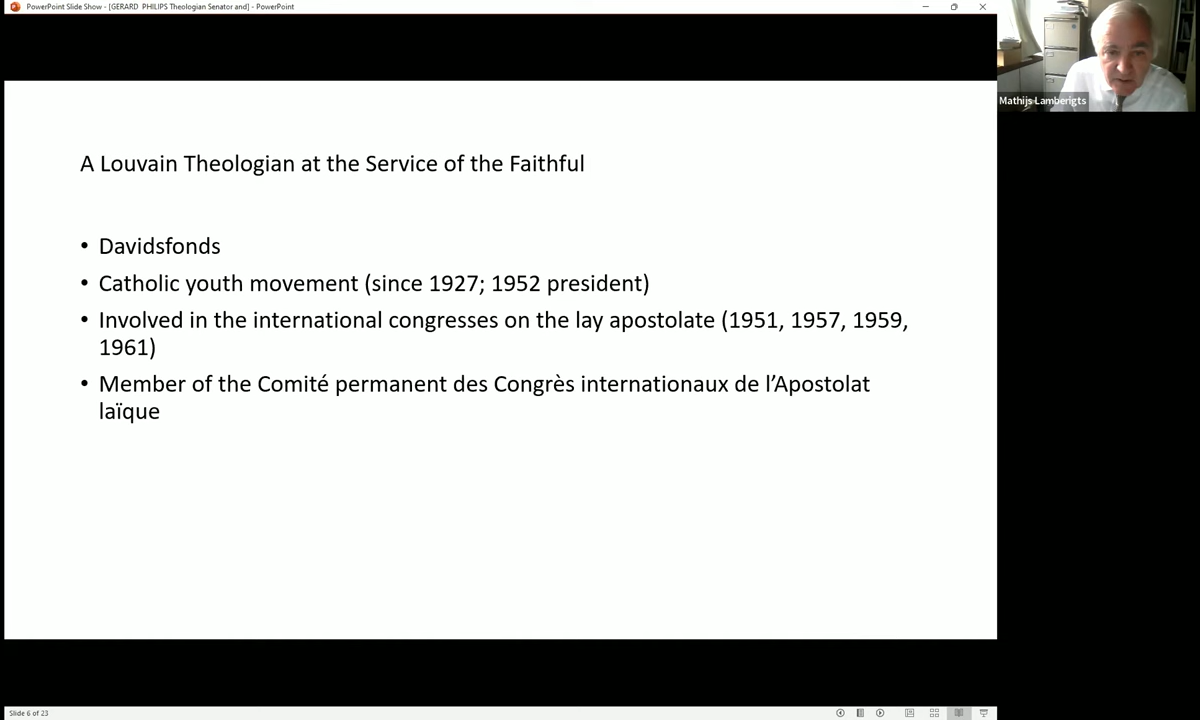 PowerPoint Slide Show - [GERARD PHILIPS Theologian Senator and] - PowerPoint
Mathijs Lamberigts
A Louvain Theologian at the Service of the Faithful
• Davidsfonds
• Catholic youth movement (since 1927; 1952 president)
• Involved in the international congresses on the lay apostolate (1951, 1957, 1959,
1961)
• Member of the Comité permanent des Congrès internationaux de l’Apostolat
laïque
Slide 6 of 23